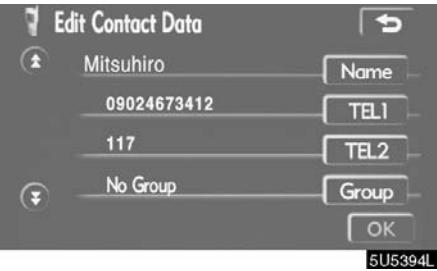 Edit Contact Data
Mitsuhiro Name
09024673412 TEL1
117 TEL2
No Group Group
OK
5U5394L